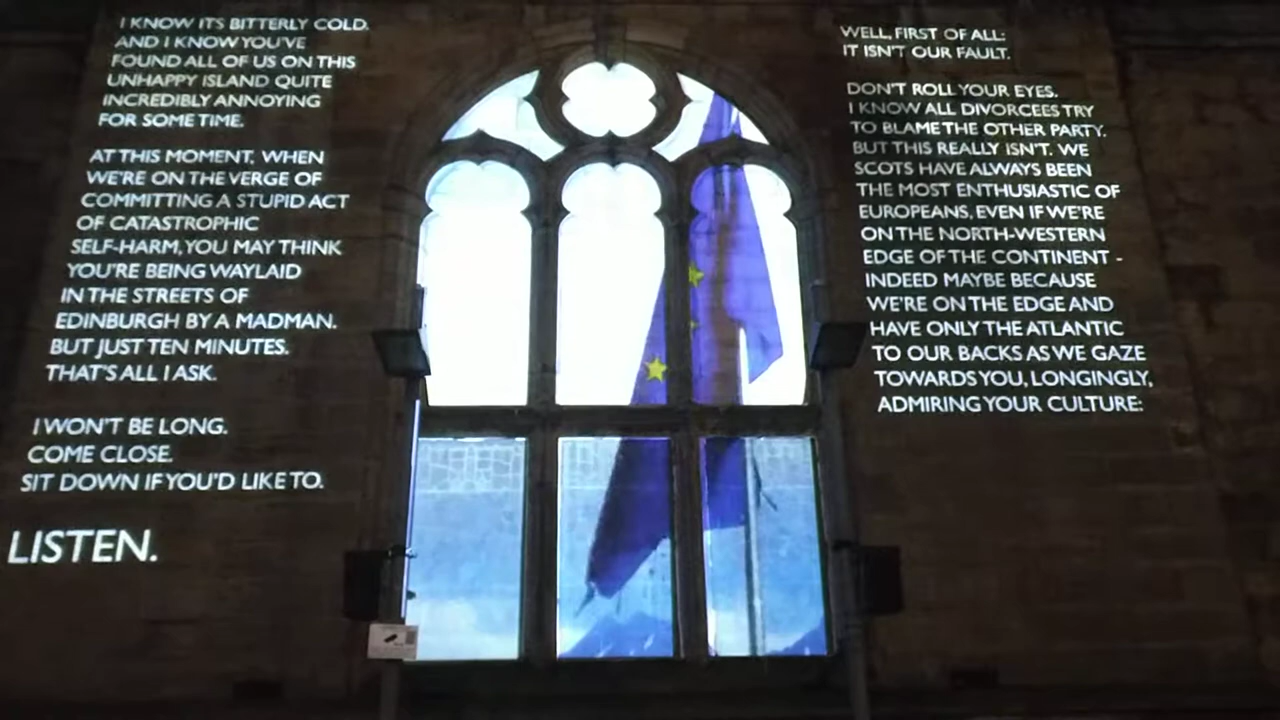 I KNOW ITS BITTERLY COLD.
AND I KNOW YOU'VE
FOUND ALL OF US ON THIS
UNHAPPY ISLAND QUITE
INCREDIBLY ANNOYING
FOR SOME TIME.
AT THIS MOMENT, WHEN
WE'RE ON THE VERGE OF
COMMITTING A STUPID ACT
OF CATASTROPHIC
SELF-HARM, YOU MAY THINK
YOU'RE BEING WAYLAID
IN THE STREETS OF
EDINBURGH BY A MADMAN.
BUT JUST TEN MINUTES.
THAT'S ALL I ASK.
I WON'T BE LONG.
COME CLOSE.
SIT DOWN IF YOU'D LIKE TO.
LISTEN.
WELL, FIRST OF ALL:
IT ISN'T OUR FAULT.
DON'T ROLL YOUR EYES.
I KNOW ALL DIVORCEES TRY
TO BLAME THE OTHER PARTY.
BUT THIS REALLY ISN'T. WE
SCOTS HAVE ALWAYS BEEN
THE MOST ENTHUSIASTIC OF
EUROPEANS, EVEN IF WE'RE
ON THE NORTH-WESTERN
EDGE OF THE CONTINENT -
INDEED MAYBE BECAUSE
WE'RE ON THE EDGE AND
HAVE ONLY THE ATLANTIC
TO OUR BACKS AS WE GAZE
TOWARDS YOU, LONGINGLY,
ADMIRING YOUR CULTURE: